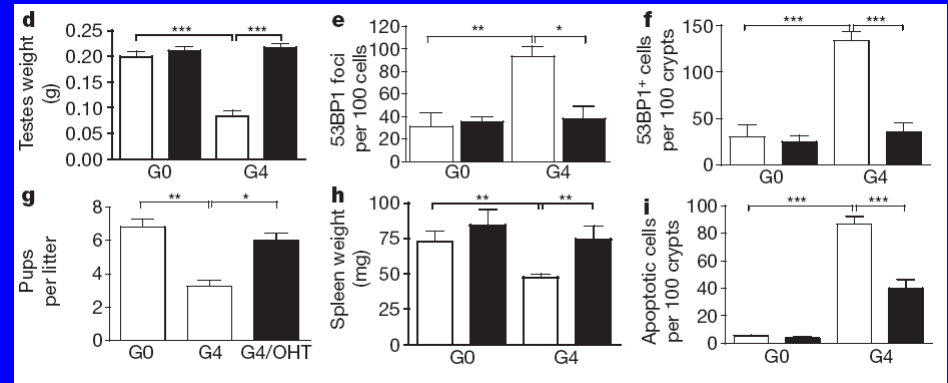 d
Testes weight
(g)
0.25
0.20
0.15
0.10
0.05
0.00
***
***
G0
G4
e
53BP1 foci
per 100 cells
120
100
80
60
40
20
0
**
*
G0
G4
f
53BP1+ cells
per 100 crypts
150
100
50
0
***
***
G0
G4
g
Pups
per litter
8
6
4
2
0
**
*
G0
G4
G4/OHT
h
Spleen weight
(mg)
100
75
50
25
0
**
**
G0
G4
i
Apoptotic cells
per 100 crypts
100
80
60
40
20
0
***
***
G0
G4